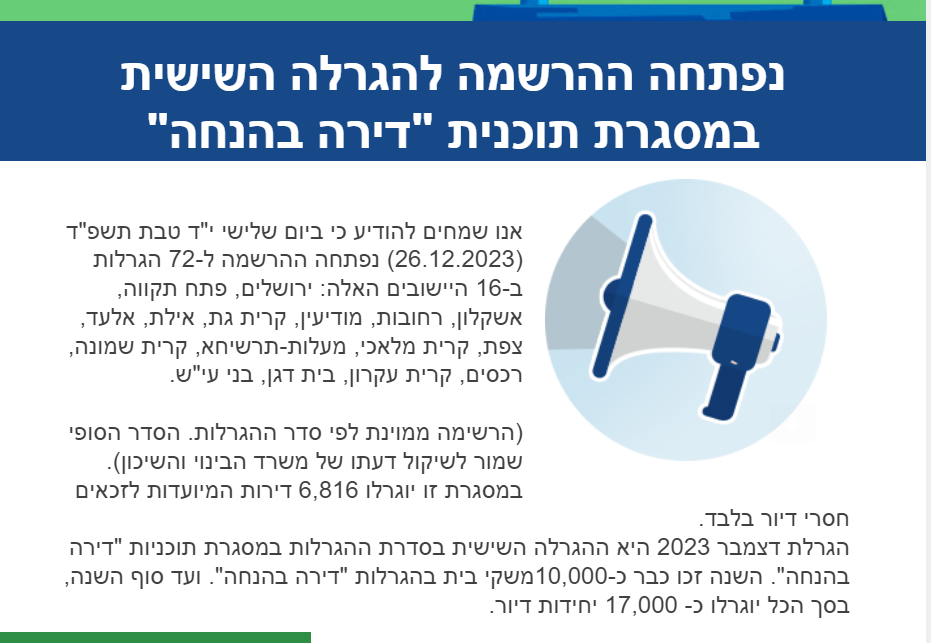 נפתחה ההרשמה להגרלה השישית
במסגרת תוכנית "דירה בהנחה"
אנו שמחים להודיע כי ביום שלישי י"ד טבת תשפ"ד
(26.12.2023) נפתחה ההרשמה ל-72 הגרלות
ב-16 היישובים האלה: ירושלים, פתח תקווה,
אשקלון, רחובות, מודיעין, קרית גת, אילת, אלעד,
צפת, קרית מלאכי, מעלות-תרשיחא, קרית שמונה,
רכסים, קרית עקרון, בית דגן, בני עי"ש.
(הרשימה ממוינת לפי סדר ההגרלות. הסדר הסופי
שמור לשיקול דעתו של משרד הבינוי והשיכון).
במסגרת זו יוגרלו 6,816 דירות המיועדות לזכאים
חסרי דיור בלבד.
הגרלת דצמבר 2023 היא ההגרלה השישית בסדרת ההגרלות במסגרת תוכניות "דירה
בהנחה". השנה זכו כבר כ-10,000משקי בית בהגרלות "דירה בהנחה". ועד סוף השנה,
בסך הכל יוגרלו כ- 17,000 יחידות דיור.